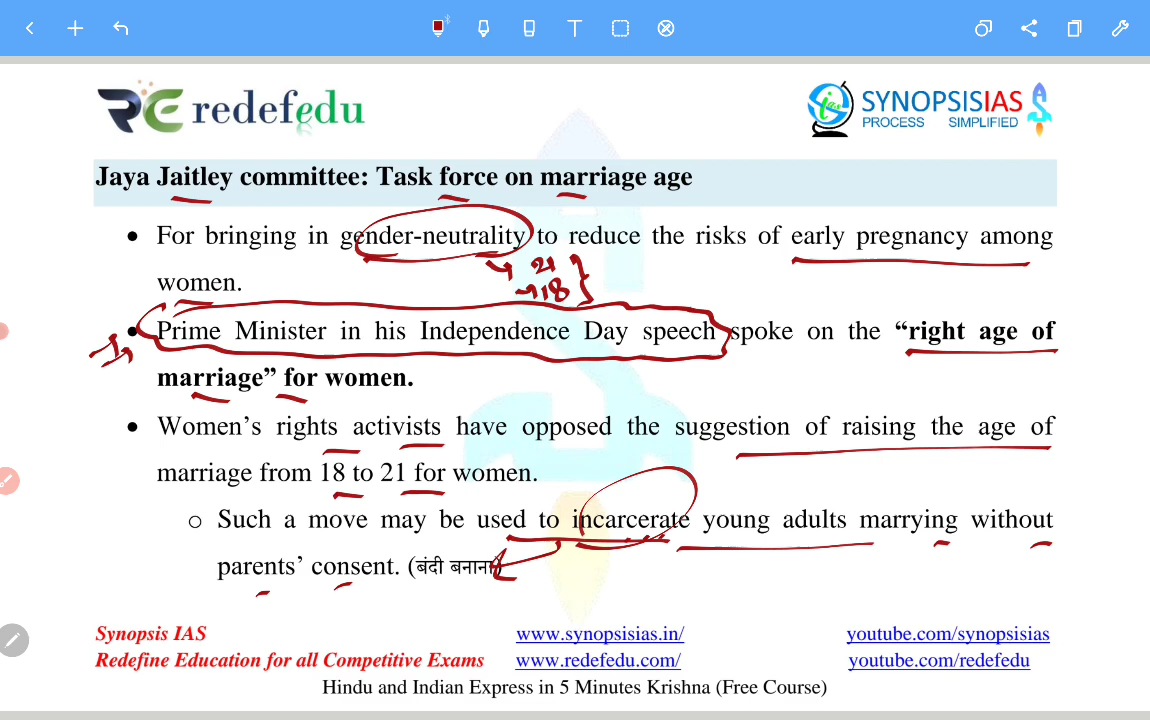 redefedu
SYNOPSISIAS
PROCESS SIMPLIFIED
Jaya Jaitley committee: Task force on marriage age
• For bringing in gender-neutrality to reduce the risks of early pregnancy among
women.
21
18
• Prime Minister in his Independence Day speech spoke on the “right age of
marriage” for women.
• Women’s rights activists have opposed the suggestion of raising the age of
marriage from 18 to 21 for women.
o Such a move may be used to incarcerate young adults marrying without
parents’ consent. (बंदी बनाना)
Synopsis IAS www.synopsisias.in/ youtube.com/synopsisias
Redefine Education for all Competitive Exams www.redefedu.com/ youtube.com/redefedu
Hindu and Indian Express in 5 Minutes Krishna (Free Course)